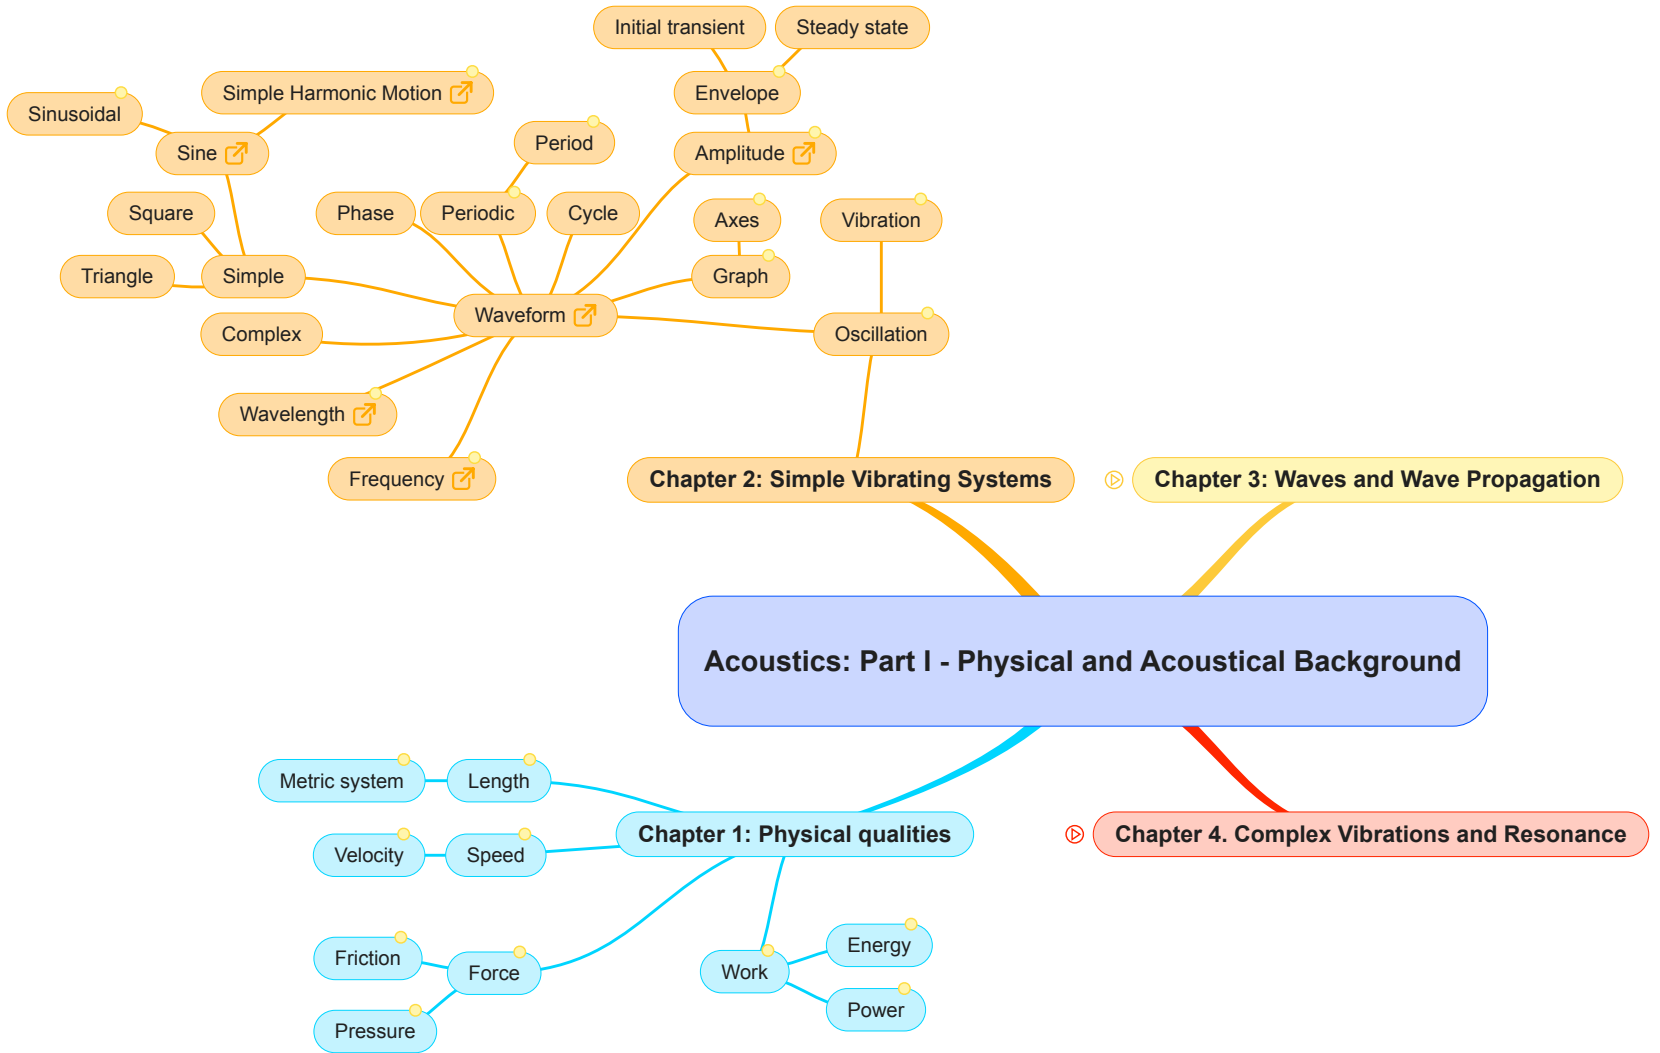 Initial transient
Steady state
Simple Harmonic Motion
Envelope
Sinusoidal
Period
Sine
Amplitude
Square
Phase
Periodic
Cycle
Axes
Vibration
Triangle
Simple
Graph
Waveform
Complex
Oscillation
Wavelength
Frequency
Chapter 2: Simple Vibrating Systems
Chapter 3: Waves and Wave Propagation
Acoustics: Part I - Physical and Acoustical Background
Metric system
Length
Chapter 1: Physical qualities
Chapter 4. Complex Vibrations and Resonance
Velocity
Speed
Energy
Friction
Force
Work
Power
Pressure